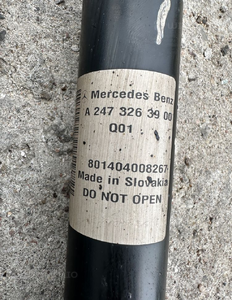 Mercedes Benz
A 247 326 39 00
Q01
801404008267
Made in Slovakia
DO NOT OPEN